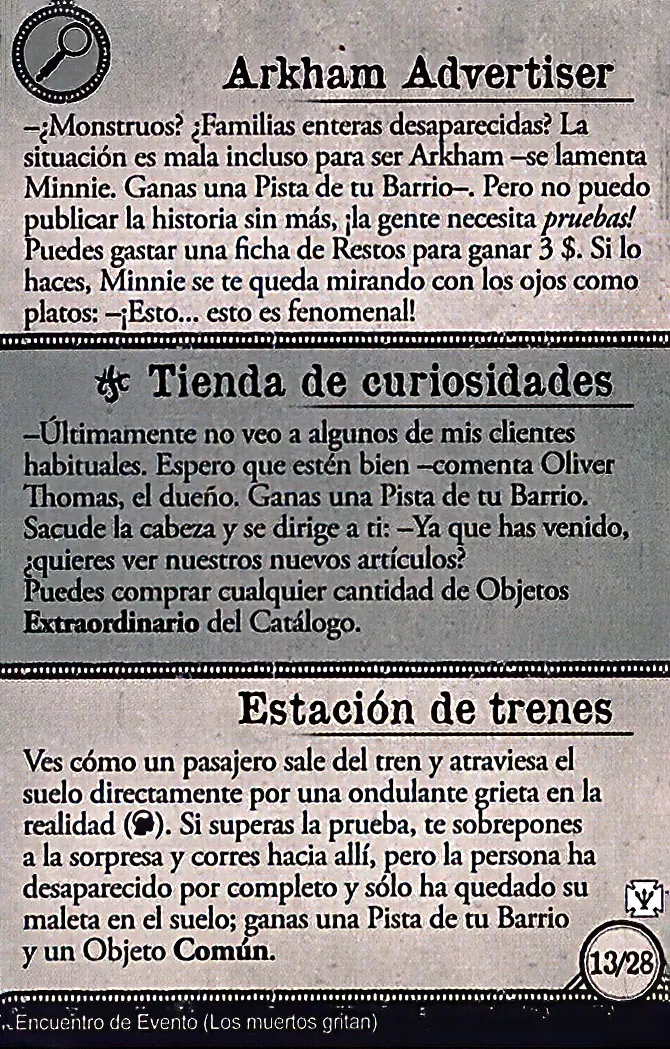 Arkham Advertiser
–¿Monstruos? ¿Familias enteras desaparecidas? La
situación es mala incluso para ser Arkham –se lamenta
Minnie. Ganas una Pista de tu Barrio–. Pero no puedo
publicar la historia sin más, ¡la gente necesita pruebas!
Puedes gastar una ficha de Restos para ganar 3 $. Si lo
haces, Minnie se te queda mirando con los ojos como
platos: –¡Esto... esto es fenomenal!
Tienda de curiosidades
–Últimamente no veo a algunos de mis clientes
habituales. Espero que estén bien –comenta Oliver
Thomas, el dueño. Ganas una Pista de tu Barrio.
Sacude la cabeza y se dirige a ti: –Ya que has venido,
¿quieres ver nuestros nuevos artículos?
Puedes comprar cualquier cantidad de Objetos
Extraordinario del Catálogo.
Estación de trenes
Ves cómo un pasajero sale del tren y atraviesa el
suelo directamente por una ondulante grieta en la
realidad (). Si superas la prueba, te sobrepones
a la sorpresa y corres hacia allí, pero la persona ha
desaparecido por completo y sólo ha quedado su
maleta en el suelo; ganas una Pista de tu Barrio
y un Objeto Común.
13/28
Encuentro de Evento (Los muertos gritan)